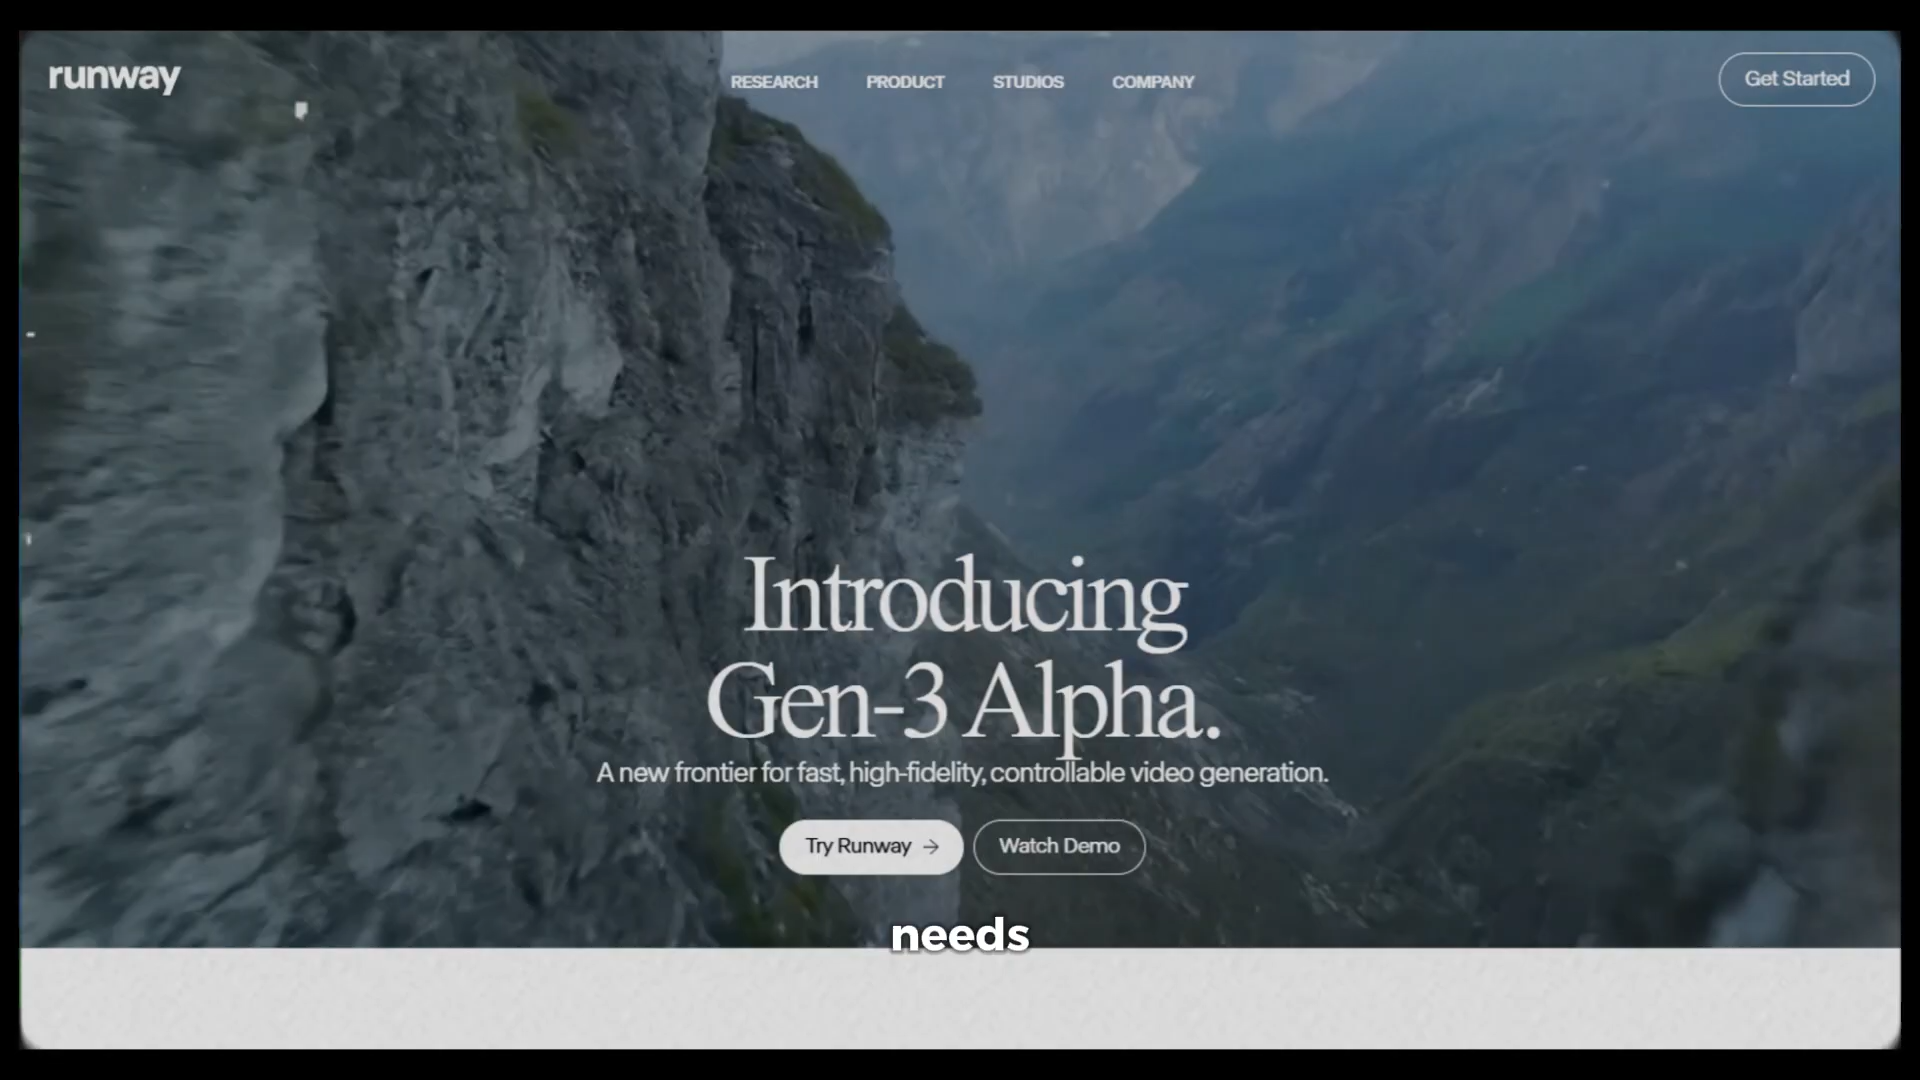 runway
RESEARCH PRODUCT STUDIOS COMPANY
Get Started
Introducing
Gen-3 Alpha.
A new frontier for fast, high-fidelity, controllable video generation.
Try Runway →
Watch Demo
needs